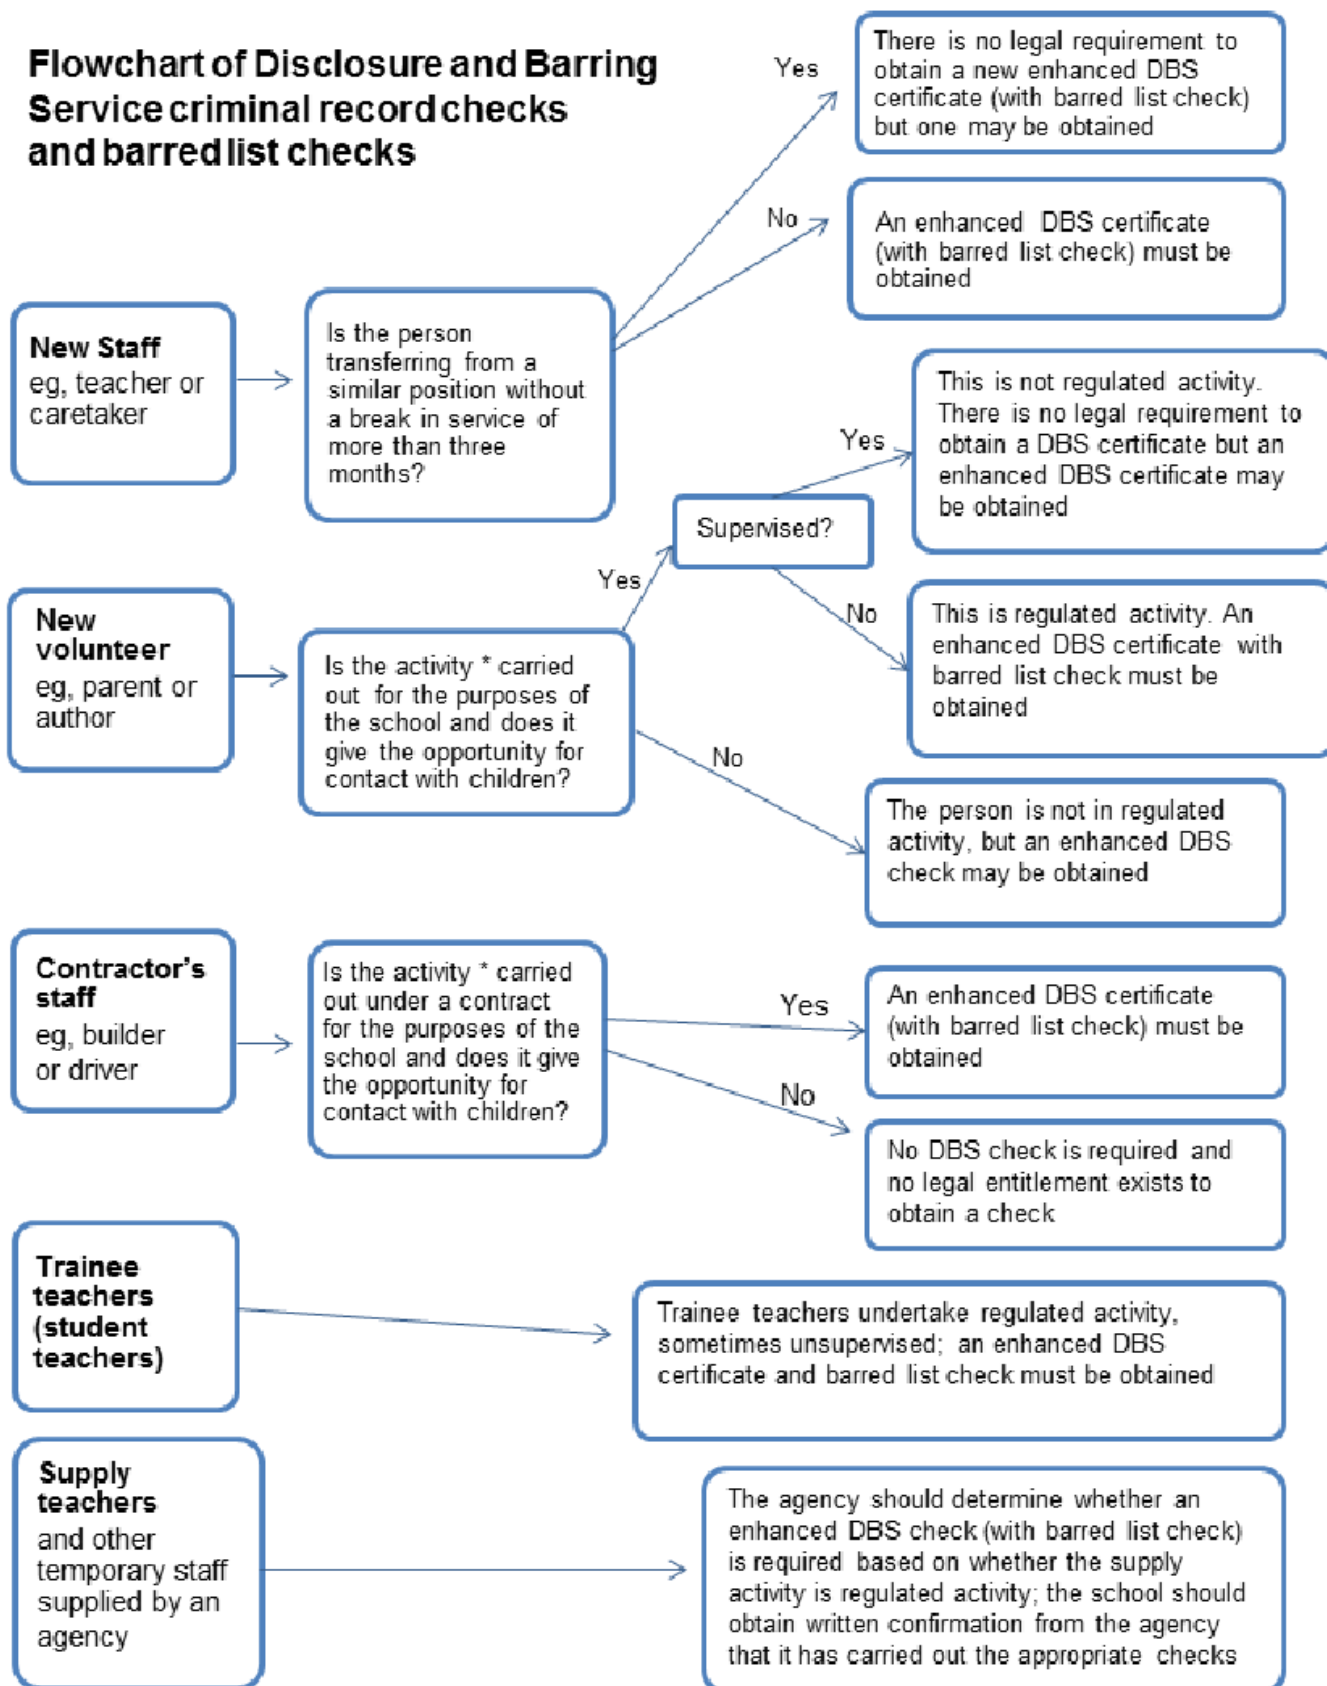 Flowchart of Disclosure and Barring
Service criminal record checks
and barred list checks
New Staff
eg, teacher or
caretaker
Is the person
transferring from a
similar position without
a break in service of
more than three
months?
Yes
There is no legal requirement to
obtain a new enhanced DBS
certificate (with barred list check)
but one may be obtained
No
An enhanced DBS certificate
(with barred list check) must be
obtained
New
volunteer
eg, parent or
author
Is the activity * carried
out for the purposes of
the school and does it
give the opportunity for
contact with children?
Yes
Supervised?
Yes
This is not regulated activity.
There is no legal requirement to
obtain a DBS certificate but an
enhanced DBS certificate may
be obtained
No
This is regulated activity. An
enhanced DBS certificate with
barred list check must be
obtained
No
The person is not in regulated
activity, but an enhanced DBS
check may be obtained
Contractor's
staff
eg, builder
or driver
Is the activity * carried
out under a contract
for the purposes of the
school and does it give
the opportunity for
contact with children?
Yes
An enhanced DBS certificate
(with barred list check) must be
obtained
No
No DBS check is required and
no legal entitlement exists to
obtain a check
Trainee
teachers
(student
teachers)
Trainee teachers undertake regulated activity,
sometimes unsupervised; an enhanced DBS
certificate and barred list check must be obtained
Supply
teachers
and other
temporary staff
supplied by an
agency
The agency should determine whether an
enhanced DBS check (with barred list check)
is required based on whether the supply
activity is regulated activity; the school should
obtain written confirmation from the agency
that it has carried out the appropriate checks